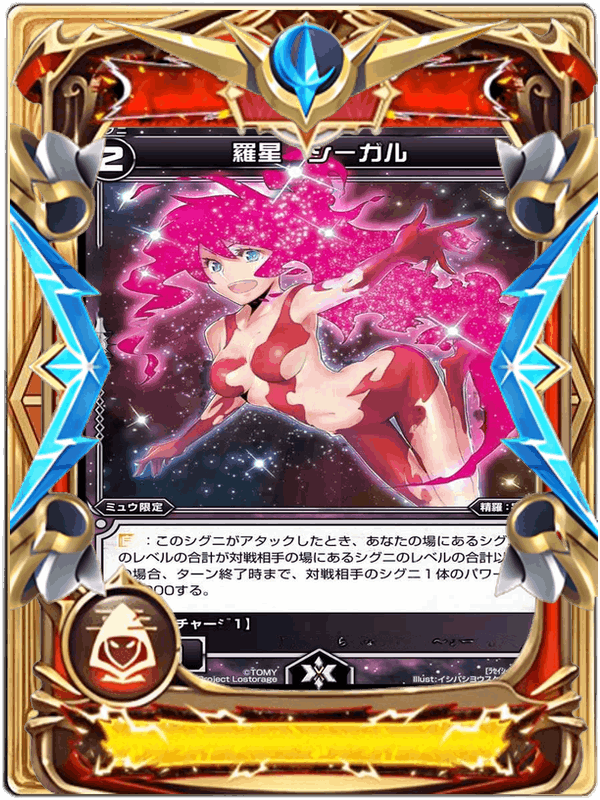 2
羅星 シーガル
ミュウ限定
精羅:
：このシグニがアタックしたとき、あなたの場にあるシグ
のレベルの合計が対戦相手の場にあるシグニのレベルの合計以
の場合、ターン終了時まで、対戦相手のシグニ１体のパワー
000する。
チャージ1】
©TOMY
Project Lostorage
Illust:イシバシヨウスケ